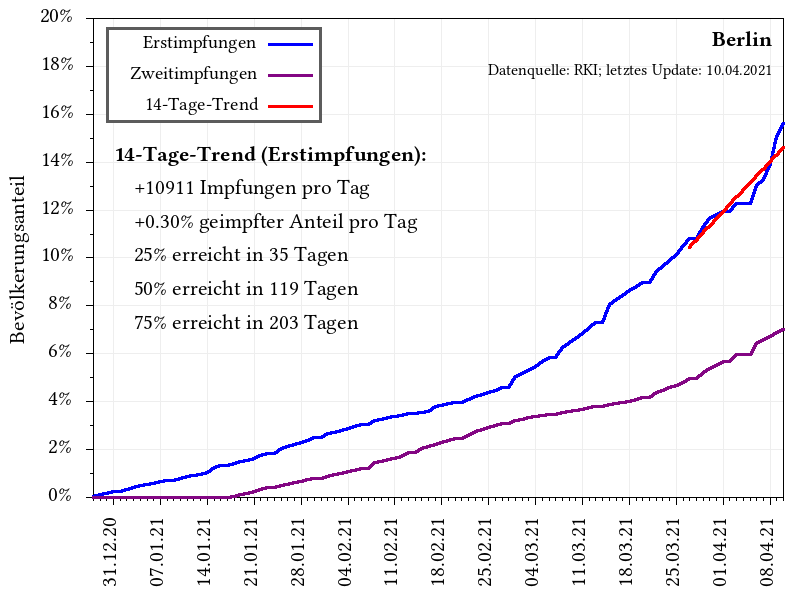 20%
18%
16%
14%
12%
10%
8%
6%
4%
2%
0%
Bevölkerungsanteil
Erstimpfungen
Zweitimpfungen
14-Tage-Trend
Berlin
Datenquelle: RKI; letztes Update: 10.04.2021
14-Tage-Trend (Erstimpfungen):
+10911 Impfungen pro Tag
+0.30% geimpfter Anteil pro Tag
25% erreicht in 35 Tagen
50% erreicht in 119 Tagen
75% erreicht in 203 Tagen
31.12.20
07.01.21
14.01.21
21.01.21
28.01.21
04.02.21
11.02.21
18.02.21
25.02.21
04.03.21
11.03.21
18.03.21
25.03.21
01.04.21
08.04.21